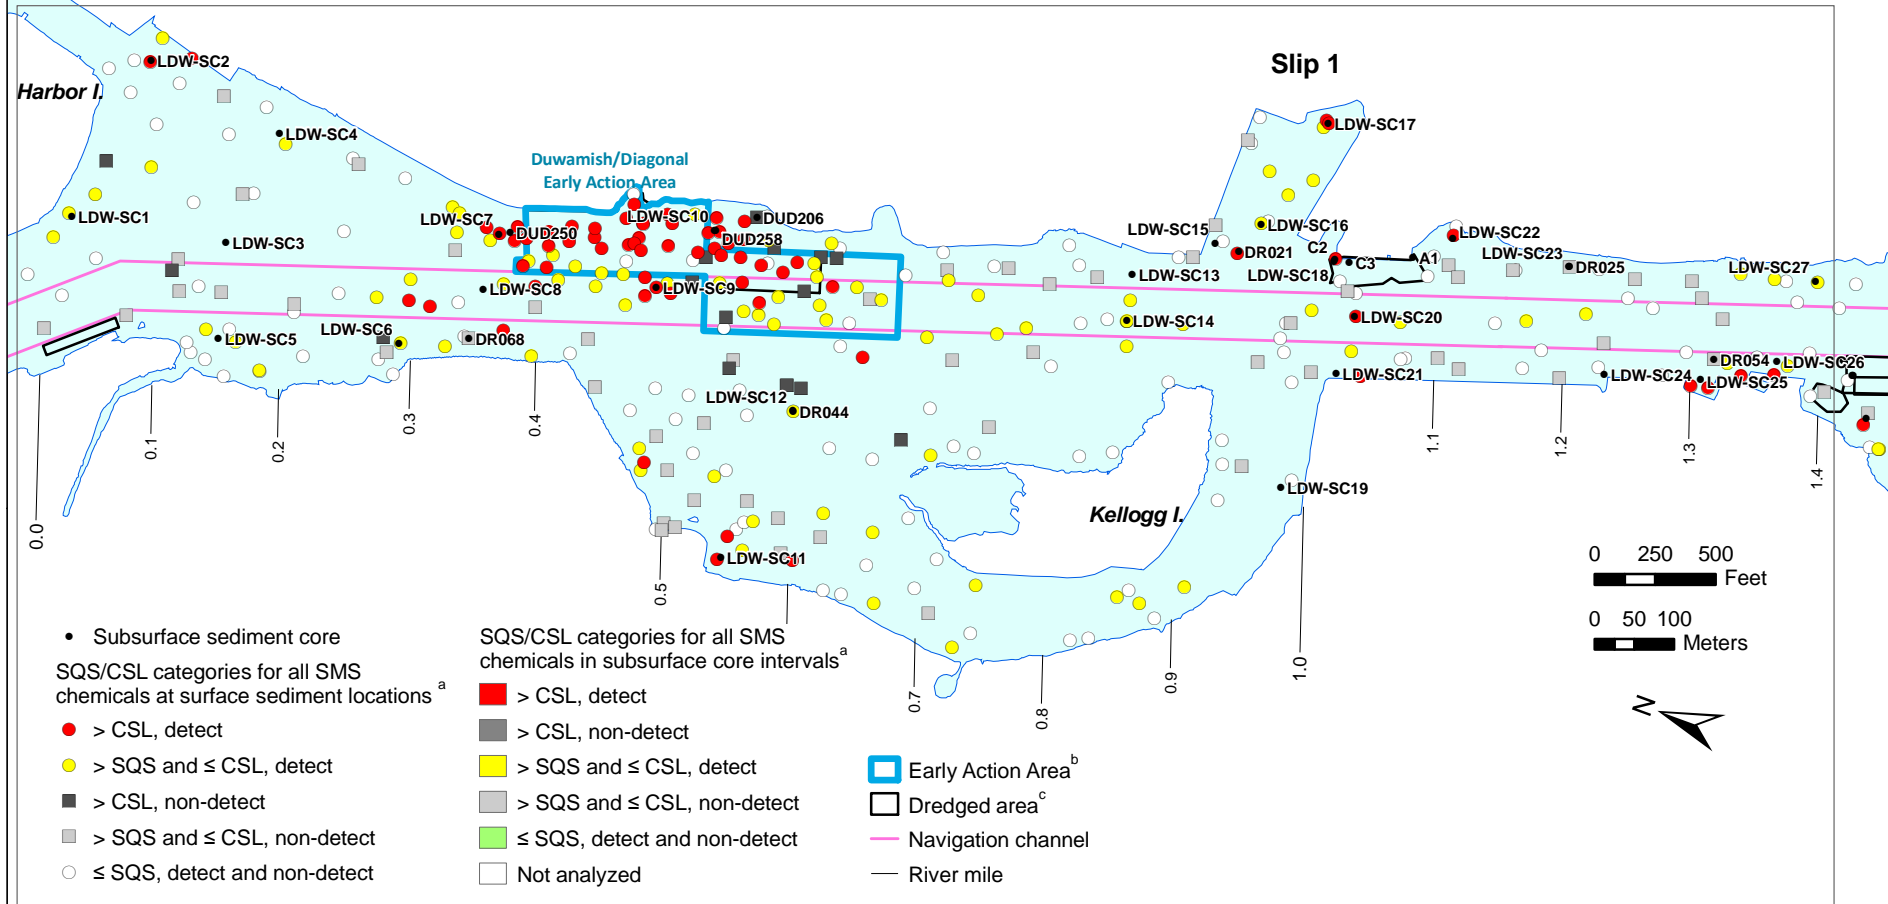 Slip 1
Harbor I.
LDW-SC2
LDW-SC4
LDW-SC17
Duwamish/Diagonal
Early Action Area
LDW-SC1
LDW-SC3
LDW-SC7
DUD250
LDW-SC10
DUD206
DUD258
LDW-SC15
LDW-SC16
DR021
C2
C3
A1
LDW-SC22
LDW-SC23
DR025
LDW-SC27
LDW-SC18
LDW-SC13
LDW-SC8
LDW-SC9
LDW-SC14
LDW-SC20
LDW-SC5
LDW-SC6
DR068
LDW-SC12
DR044
LDW-SC21
LDW-SC24
DR054
LDW-SC25
LDW-SC26
LDW-SC19
Kellogg I.
LDW-SC11
0.0
0.1
0.2
0.3
0.4
0.5
0.7
0.8
0.9
1.0
1.1
1.2
1.3
1.4
0 250 500
Feet
0 50 100
Meters
N
Subsurface sediment core
SQS/CSL categories for all SMS
chemicals at surface sediment locations a
> CSL, detect
> SQS and ≤ CSL, detect
> CSL, non-detect
> SQS and ≤ CSL, non-detect
≤ SQS, detect and non-detect
SQS/CSL categories for all SMS
chemicals in subsurface core intervals a
> CSL, detect
> CSL, non-detect
> SQS and ≤ CSL, detect
> SQS and ≤ CSL, non-detect
≤ SQS, detect and non-detect
Not analyzed
Early Action Area b
Dredged area c
Navigation channel
River mile